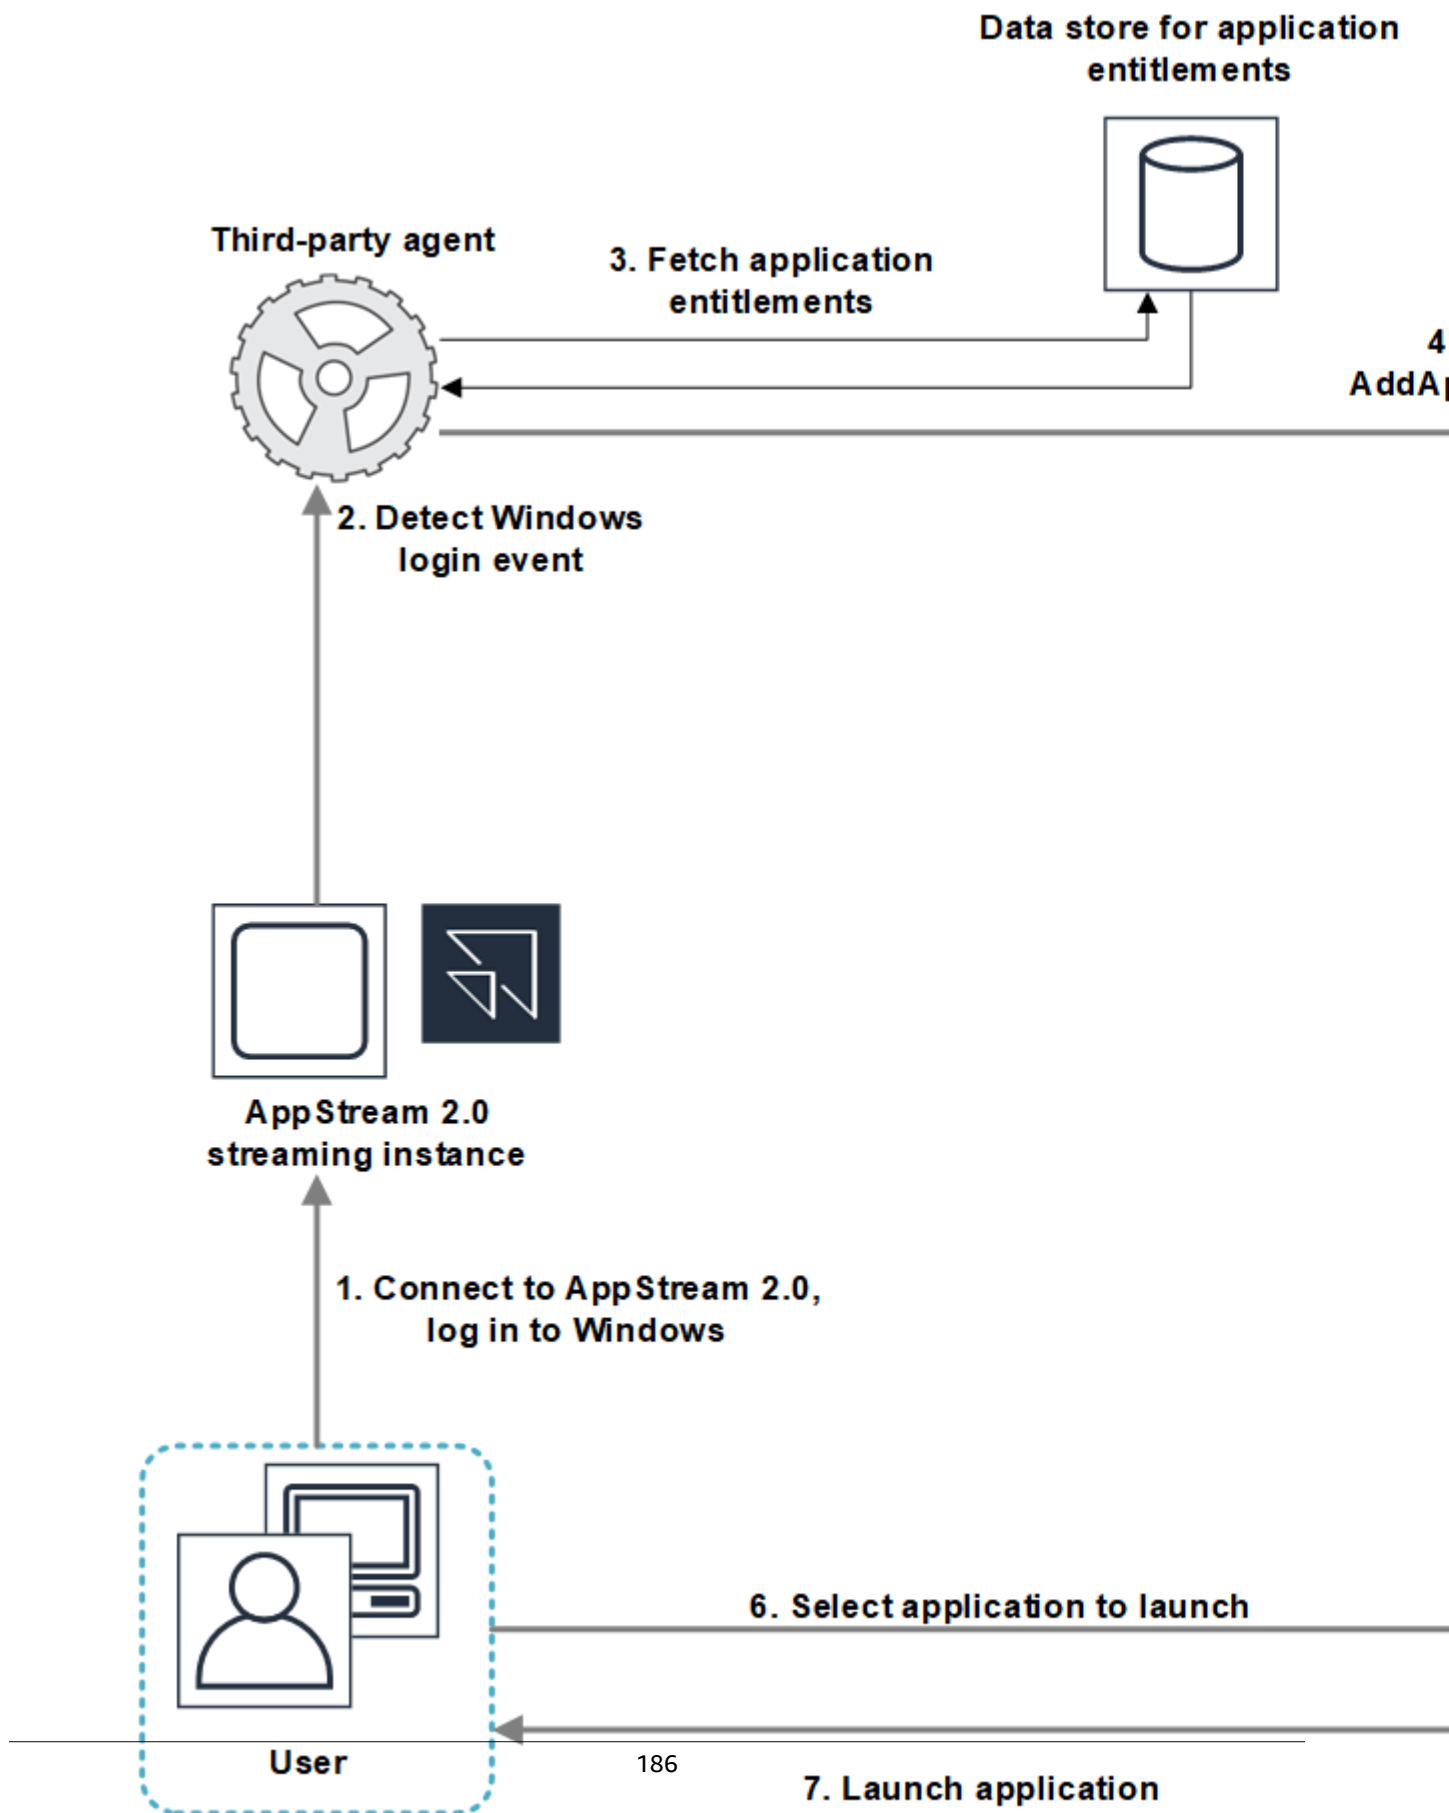 Data store for application
entitlements
Third-party agent
3. Fetch application
entitlements
4
AddAp
2. Detect Windows
login event
AppStream 2.0
streaming instance
1. Connect to AppStream 2.0,
log in to Windows
6. Select application to launch
User
186
7. Launch application